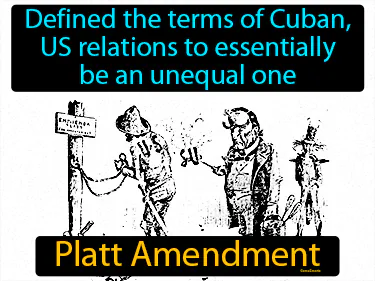 Defined the terms of Cuban,
US relations to essentially
be an unequal one
U.S.
Platt Amendment